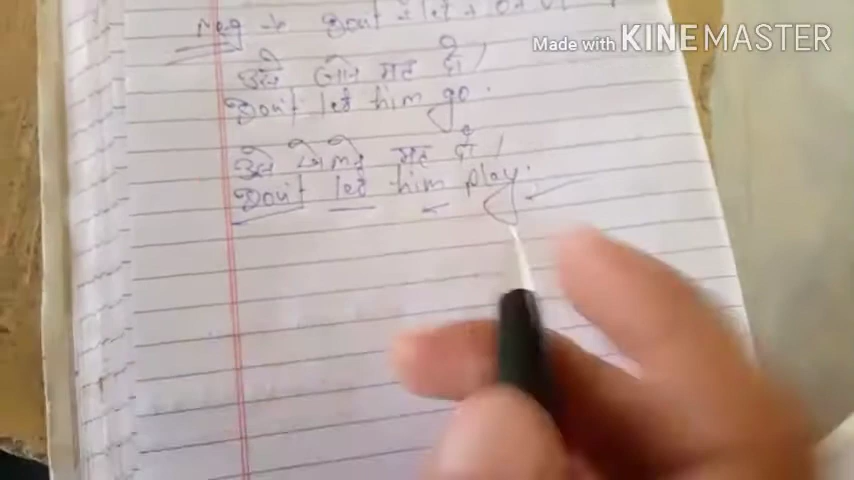 Made with KINEMASTER
Neg → Don't + let + O +
उसे जाने मत दो।
Don't let him go.
उसे खेलने मत दो।
Don't let him play.